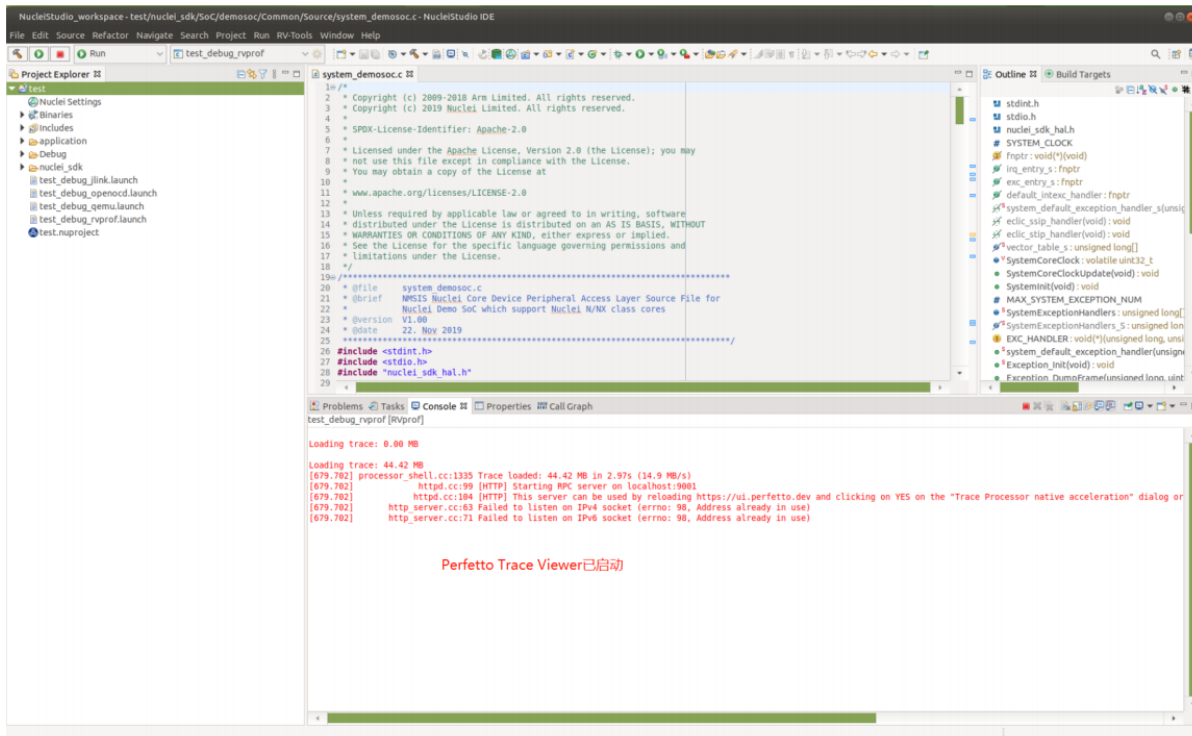 NucleiStudio_workspace - test/nuclei_sdk/SoC/demosoc/Common/Source/system_demosoc.c - NucleiStudio IDE
File Edit Source Refactor Navigate Search Project Run RV-Tools Window Help
Run
test_debug_rvprof
Project Explorer
test
Nuclei Settings
Binaries
Includes
application
Debug
nuclei_sdk
test_debug_jlink.launch
test_debug_openocd.launch
test_debug_qemu.launch
test_debug_rvprof.launch
test.nuproject
system_demosoc.c
1 /*
2 * Copyright (c) 2009-2018 Arm Limited. All rights reserved.
3 * Copyright (c) 2019 Nuclei Limited. All rights reserved.
4 *
5 * SPDX-License-Identifier: Apache-2.0
6 *
7 * Licensed under the Apache License, Version 2.0 (the License); you may
8 * not use this file except in compliance with the License.
9 * You may obtain a copy of the License at
10 *
11 * www.apache.org/licenses/LICENSE-2.0
12 *
13 * Unless required by applicable law or agreed to in writing, software
14 * distributed under the License is distributed on an AS IS BASIS, WITHOUT
15 * WARRANTIES OR CONDITIONS OF ANY KIND, either express or implied.
16 * See the License for the specific language governing permissions and
17 * limitations under the License.
18 */
19 /******************************************************************************
20 * @file system_demosoc.c
21 * @brief NMSIS Nuclei Core Device Peripheral Access Layer Source File for
22 * Nuclei Demo SoC which support Nuclei N/NX class cores
23 * @version V1.00
24 * @date 22. Nov 2019
25 ******************************************************************************/
26 #include <stdint.h>
27 #include <stdio.h>
28 #include "nuclei_sdk_hal.h"
29
Outline
Build Targets
stdint.h
stdio.h
nuclei_sdk_hal.h
# SYSTEM_CLOCK
fnptr : void(*)(void)
irq_entry_s : fnptr
exc_entry_s : fnptr
default_intexc_handler : fnptr
system_default_exception_handler_s(unsig
eclic_ssip_handler(void) : void
eclic_stip_handler(void) : void
vector_table_s : unsigned long[]
SystemCoreClock : volatile uint32_t
SystemCoreClockUpdate(void) : void
SystemInit(void) : void
# MAX_SYSTEM_EXCEPTION_NUM
SystemExceptionHandlers : unsigned long[
SystemExceptionHandlers_S : unsigned lon
EXC_HANDLER : void(*)(unsigned long, unsi
system_default_exception_handler(unsigne
Exception_Init(void) : void
Exception_DumpFrame(unsigned long, uint
Problems Tasks Console Properties Call Graph
test_debug_rvprof [RVprof]
Loading trace: 0.00 MB
Loading trace: 44.42 MB
[679.702] processor_shell.cc:1335 Trace loaded: 44.42 MB in 2.97s (14.9 MB/s)
[679.702] httpd.cc:99 [HTTP] Starting RPC server on localhost:9001
[679.702] httpd.cc:104 [HTTP] This server can be used by reloading https://ui.perfetto.dev and clicking on YES on the "Trace Processor native acceleration" dialog or
[679.702] http_server.cc:63 Failed to listen on IPv4 socket (errno: 98, Address already in use)
[679.702] http_server.cc:71 Failed to listen on IPv6 socket (errno: 98, Address already in use)
Perfetto Trace Viewer已启动